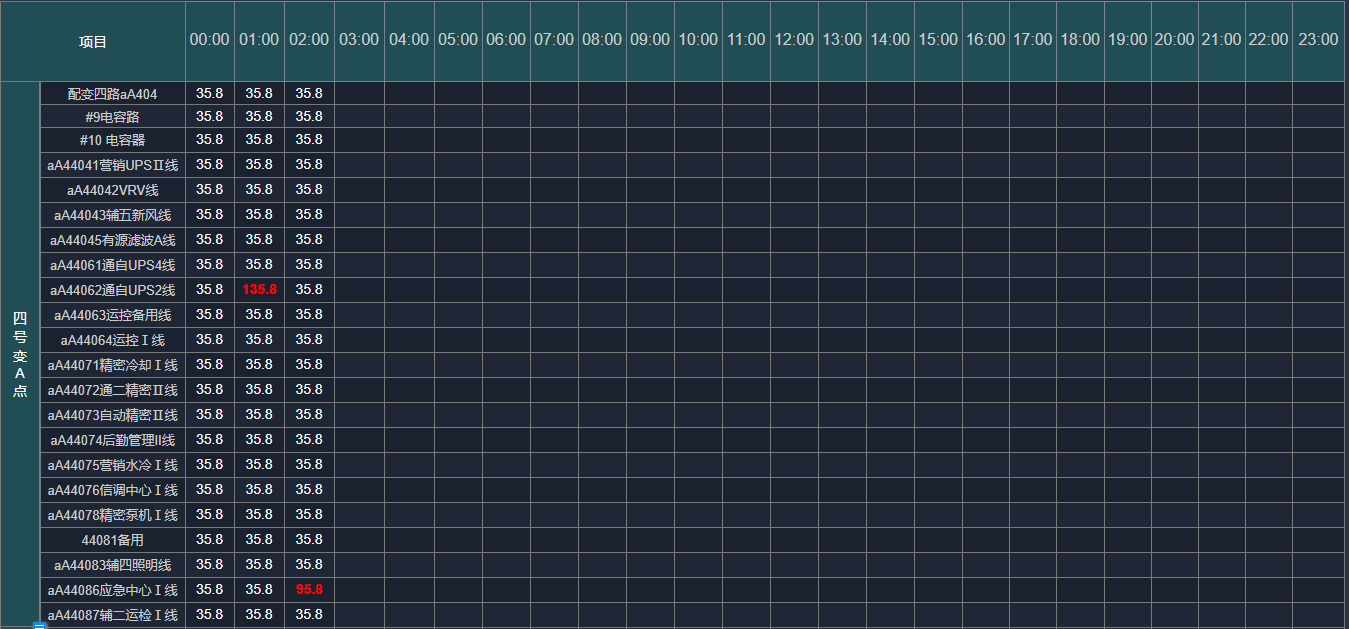 项目 00:00 01:00 02:00 03:00 04:00 05:00 06:00 07:00 08:00 09:00 10:00 11:00 12:00 13:00 14:00 15:00 16:00 17:00 18:00 19:00 20:00 21:00 22:00 23:00
四号变A点
配变四路aA404 35.8 35.8 35.8
#9电容路 35.8 35.8 35.8
#10 电容器 35.8 35.8 35.8
aA44041营销UPSⅡ线 35.8 35.8 35.8
aA44042VRV线 35.8 35.8 35.8
aA44043辅五新风线 35.8 35.8 35.8
aA44045有源滤波A线 35.8 35.8 35.8
aA44061通自UPS4线 35.8 35.8 35.8
aA44062通自UPS2线 35.8 135.8 35.8
aA44063运控备用线 35.8 35.8 35.8
aA44064运控Ⅰ线 35.8 35.8 35.8
aA44071精密冷却Ⅰ线 35.8 35.8 35.8
aA44072通二精密Ⅱ线 35.8 35.8 35.8
aA44073自动精密Ⅱ线 35.8 35.8 35.8
aA44074后勤管理II线 35.8 35.8 35.8
aA44075营销水冷Ⅰ线 35.8 35.8 35.8
aA44076信调中心Ⅰ线 35.8 35.8 35.8
aA44078精密泵机Ⅰ线 35.8 35.8 35.8
44081备用 35.8 35.8 35.8
aA44083辅四照明线 35.8 35.8 35.8
aA44086应急中心Ⅰ线 35.8 35.8 95.8
aA44087辅二运检Ⅰ线 35.8 35.8 35.8